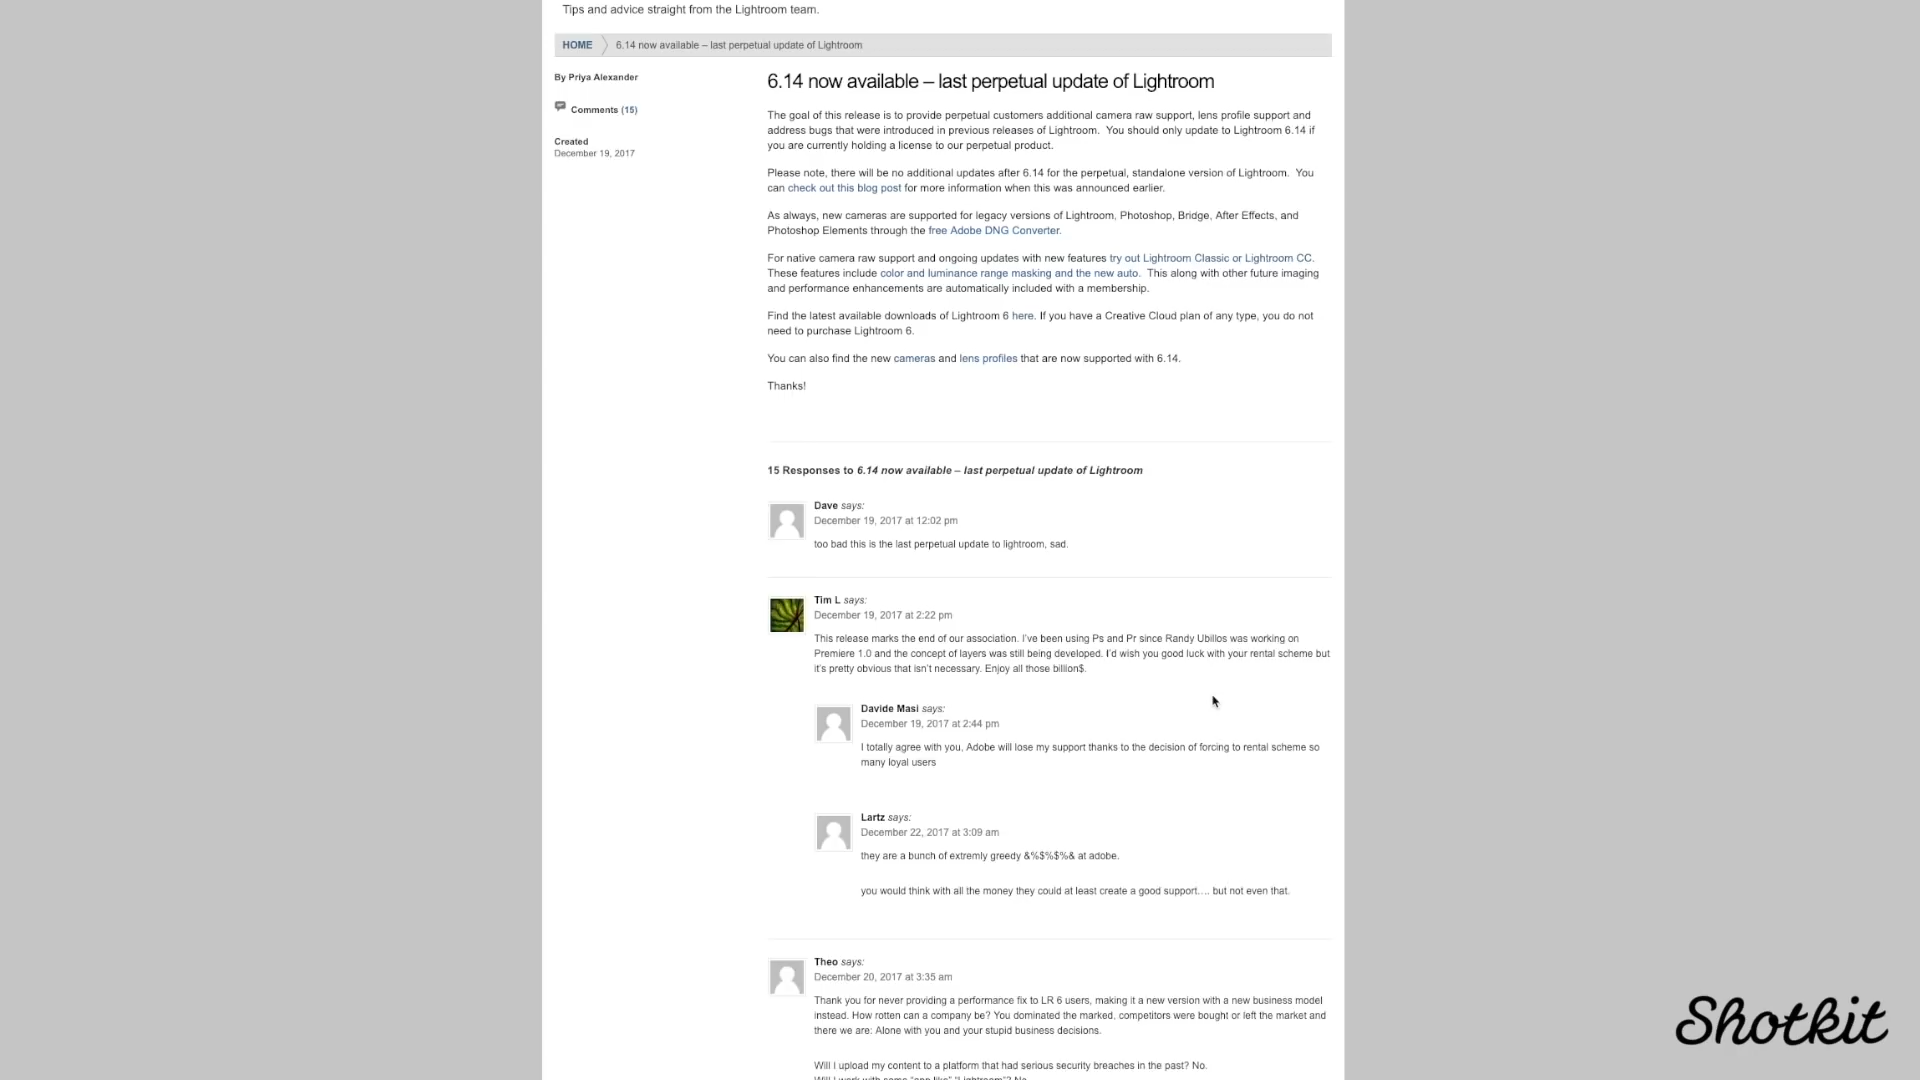 Tips and advice straight from the Lightroom team.
HOME 6.14 now available – last perpetual update of Lightroom
By Priya Alexander
Comments (15)
Created
December 19, 2017
6.14 now available – last perpetual update of Lightroom
The goal of this release is to provide perpetual customers additional camera raw support, lens profile support and
address bugs that were introduced in previous releases of Lightroom.  You should only update to Lightroom 6.14 if
you are currently holding a license to our perpetual product.
Please note, there will be no additional updates after 6.14 for the perpetual, standalone version of Lightroom.  You
can check out this blog post for more information when this was announced earlier.
As always, new cameras are supported for legacy versions of Lightroom, Photoshop, Bridge, After Effects, and
Photoshop Elements through the free Adobe DNG Converter.
For native camera raw support and ongoing updates with new features try out Lightroom Classic or Lightroom CC.
These features include color and luminance range masking and the new auto.  This along with other future imaging
and performance enhancements are automatically included with a membership.
Find the latest available downloads of Lightroom 6 here. If you have a Creative Cloud plan of any type, you do not
need to purchase Lightroom 6.
You can also find the new cameras and lens profiles that are now supported with 6.14.
Thanks!
15 Responses to 6.14 now available – last perpetual update of Lightroom
Dave says:
December 19, 2017 at 12:02 pm
too bad this is the last perpetual update to lightroom, sad.
Tim L says:
December 19, 2017 at 2:22 pm
This release marks the end of our association. I've been using Ps and Pr since Randy Ubillos was working on
Premiere 1.0 and the concept of layers was still being developed. I'd wish you good luck with your rental scheme but
it's pretty obvious that isn't necessary. Enjoy all those billion$.
Davide Masi says:
December 19, 2017 at 2:44 pm
I totally agree with you, Adobe will lose my support thanks to the decision of forcing to rental scheme so
many loyal users
Lartz says:
December 22, 2017 at 3:09 am
they are a bunch of extremly greedy &%$%$%& at adobe.
you would think with all the money they could at least create a good support…. but not even that.
Theo says:
December 20, 2017 at 3:35 am
Thank you for never providing a performance fix to LR 6 users, making it a new version with a new business model
instead. How rotten can a company be? You dominated the marked, competitors were bought or left the market and
there we are: Alone with you and your stupid business decisions.
Will I upload my content to a platform that had serious security breaches in the past? No.
Will I work with some "app like" "Lightroom"? No.
Shotkit